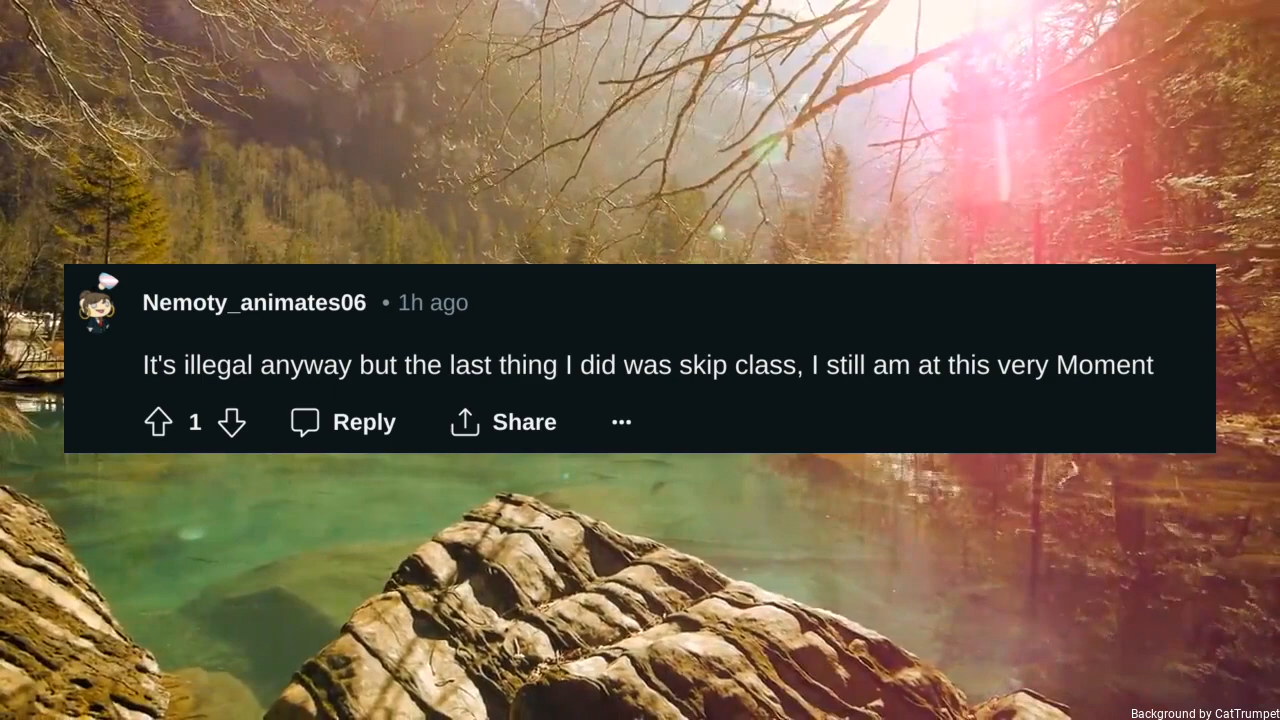 Nemoty_animates06 • 1h ago
It's illegal anyway but the last thing I did was skip class, I still am at this very Moment
1 Reply Share
Background by CatTrumpet